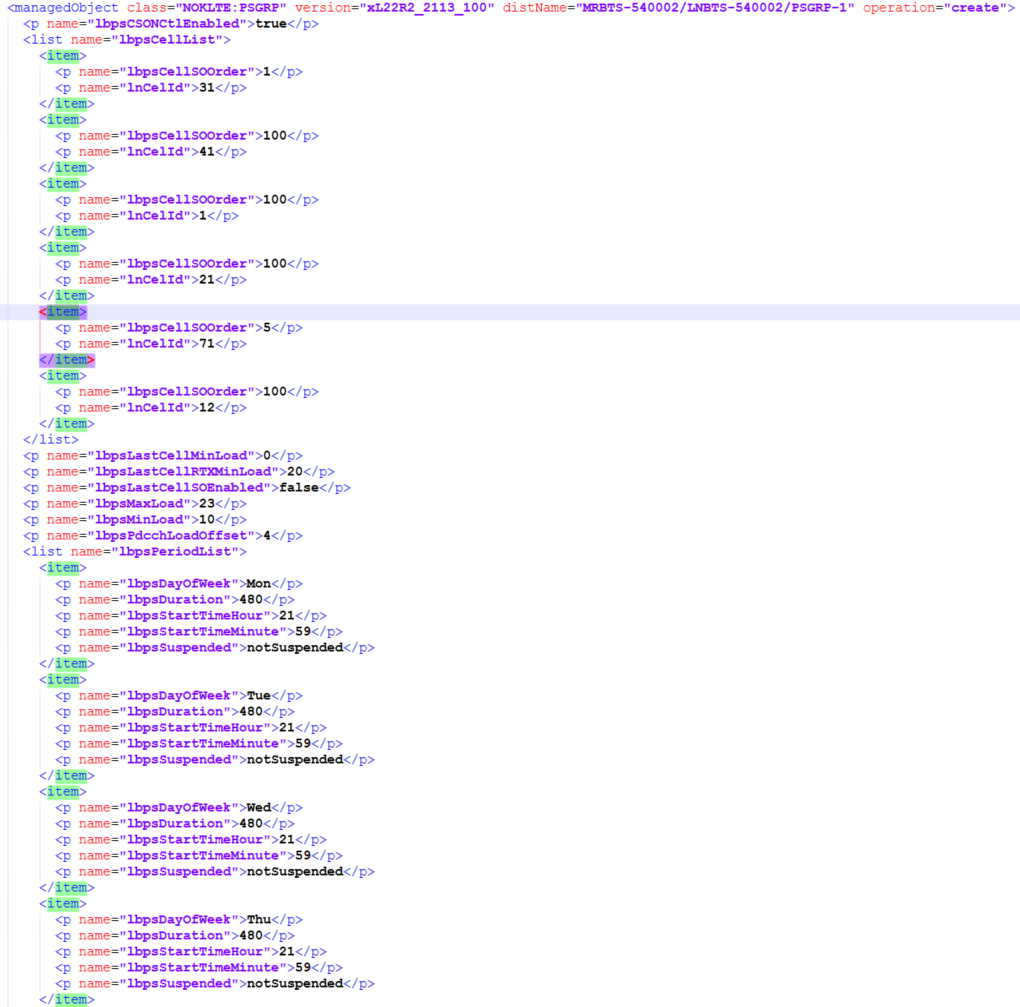 <managedObject class="NOKLTE:PSGRP" version="xL22R2_2113_100" distName="MRBTS-540002/LNBTS-540002/PSGRP-1" operation="create">
<p name="lbpsCSONCtlEnabled">true</p>
<list name="lbpsCellList">
<item>
<p name="lbpsCellSOOrder">1</p>
<p name="lnCelId">31</p>
</item>
<item>
<p name="lbpsCellSOOrder">100</p>
<p name="lnCelId">41</p>
</item>
<item>
<p name="lbpsCellSOOrder">100</p>
<p name="lnCelId">1</p>
</item>
<item>
<p name="lbpsCellSOOrder">100</p>
<p name="lnCelId">21</p>
</item>
<item>
<p name="lbpsCellSOOrder">5</p>
<p name="lnCelId">71</p>
</item>
<item>
<p name="lbpsCellSOOrder">100</p>
<p name="lnCelId">12</p>
</item>
</list>
<p name="lbpsLastCellMinLoad">0</p>
<p name="lbpsLastCellRTXMinLoad">20</p>
<p name="lbpsLastCellSOEnabled">false</p>
<p name="lbpsMaxLoad">23</p>
<p name="lbpsMinLoad">10</p>
<p name="lbpsPdcchLoadOffset">4</p>
<list name="lbpsPeriodList">
<item>
<p name="lbpsDayOfWeek">Mon</p>
<p name="lbpsDuration">480</p>
<p name="lbpsStartTimeHour">21</p>
<p name="lbpsStartTimeMinute">59</p>
<p name="lbpsSuspended">notSuspended</p>
</item>
<item>
<p name="lbpsDayOfWeek">Tue</p>
<p name="lbpsDuration">480</p>
<p name="lbpsStartTimeHour">21</p>
<p name="lbpsStartTimeMinute">59</p>
<p name="lbpsSuspended">notSuspended</p>
</item>
<item>
<p name="lbpsDayOfWeek">Wed</p>
<p name="lbpsDuration">480</p>
<p name="lbpsStartTimeHour">21</p>
<p name="lbpsStartTimeMinute">59</p>
<p name="lbpsSuspended">notSuspended</p>
</item>
<item>
<p name="lbpsDayOfWeek">Thu</p>
<p name="lbpsDuration">480</p>
<p name="lbpsStartTimeHour">21</p>
<p name="lbpsStartTimeMinute">59</p>
<p name="lbpsSuspended">notSuspended</p>
</item>